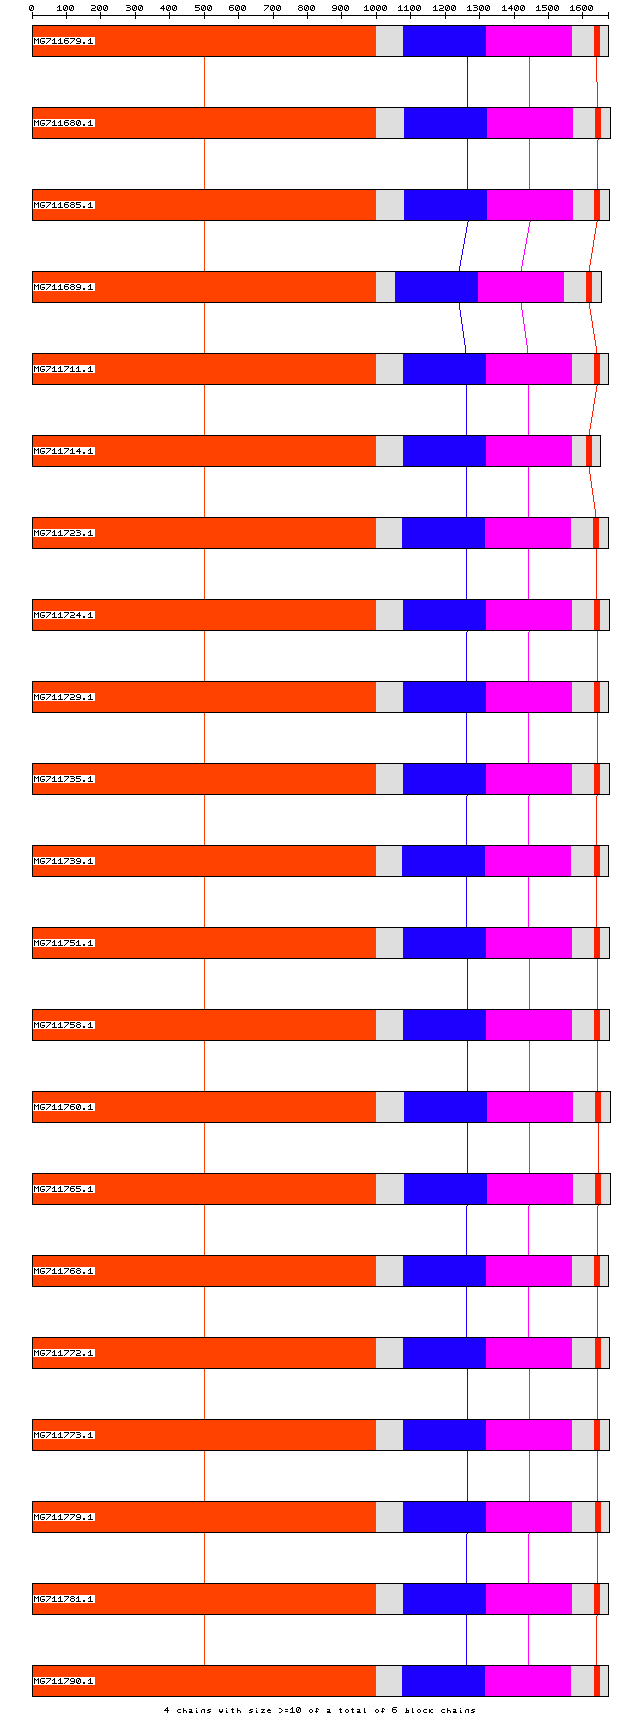 0 100 200 300 400 500 600 700 800 900 1000 1100 1200 1300 1400 1500 1600
MG711679.1
MG711680.1
MG711685.1
MG711689.1
MG711711.1
MG711714.1
MG711723.1
MG711724.1
MG711729.1
MG711735.1
MG711739.1
MG711751.1
MG711758.1
MG711760.1
MG711765.1
MG711768.1
MG711772.1
MG711773.1
MG711779.1
MG711781.1
MG711790.1
4 chains with size >=10 of a total of 6 block chains